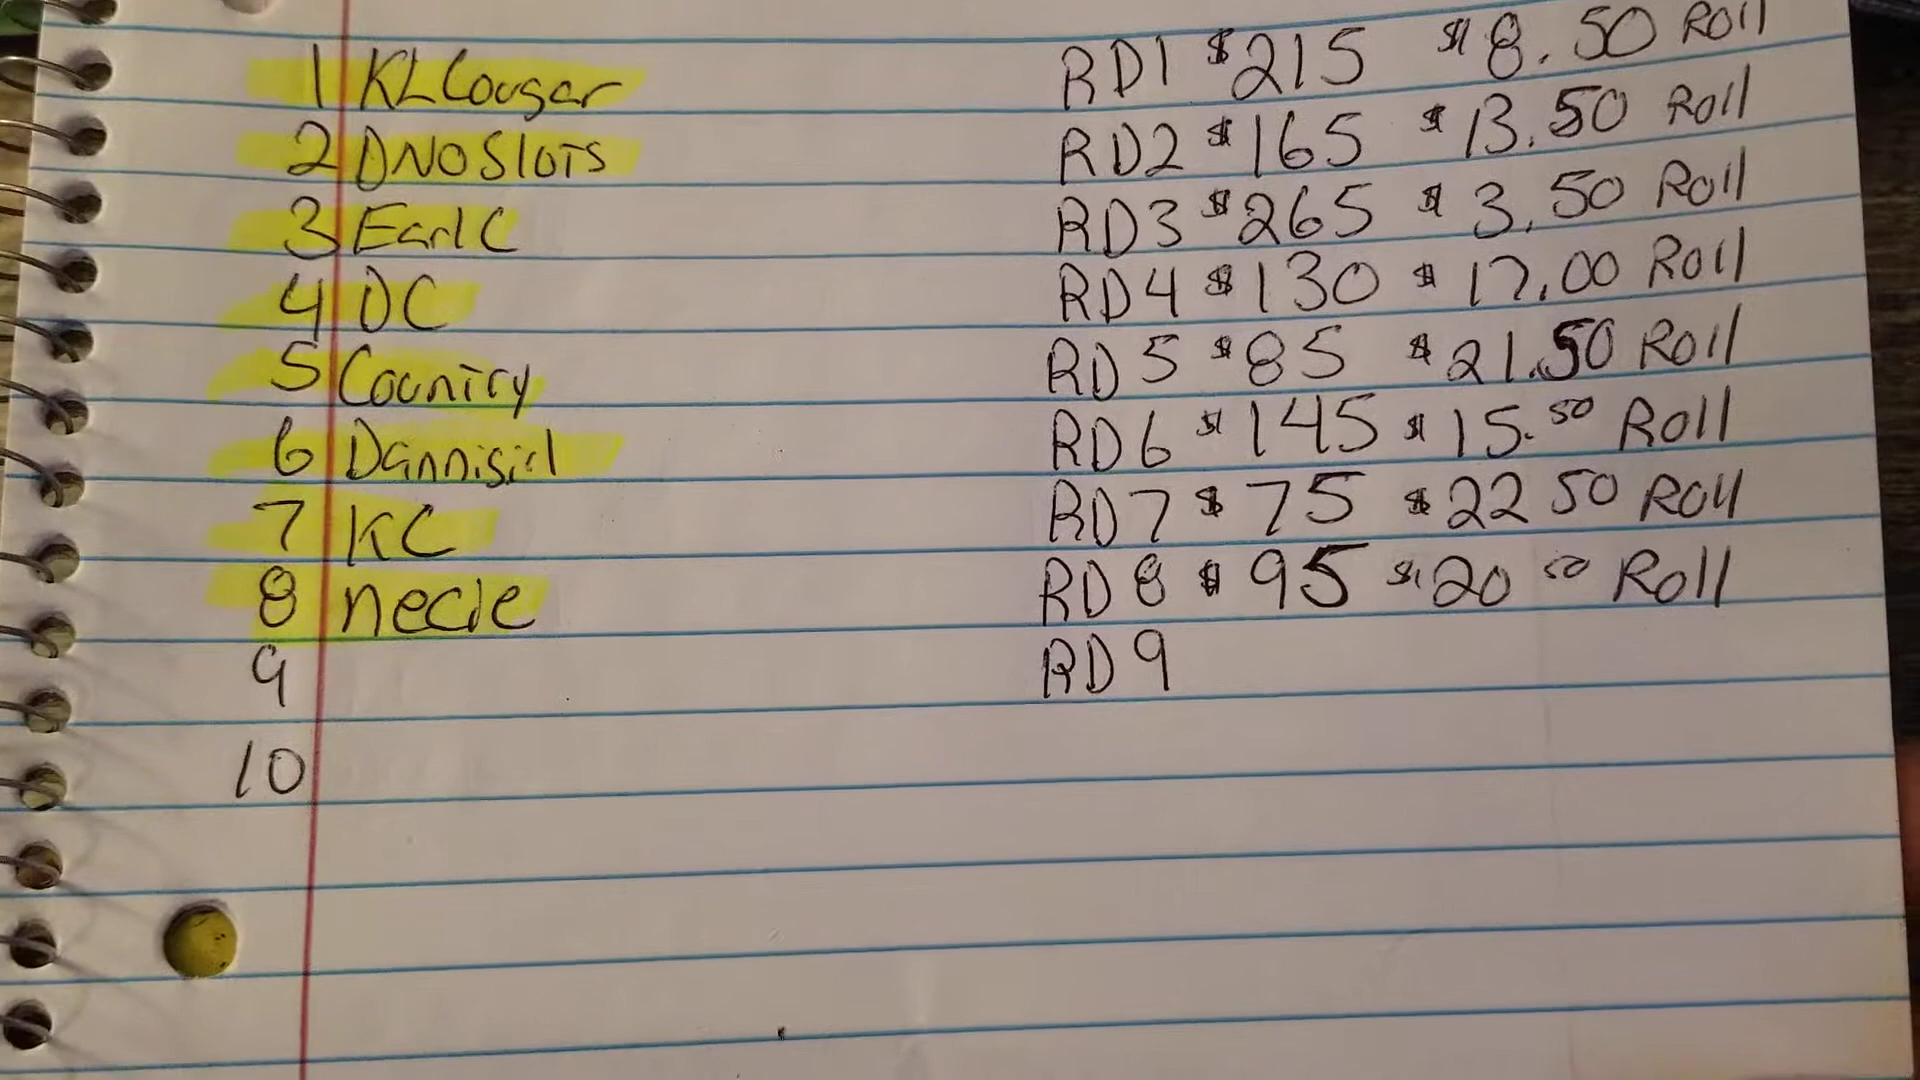 1 KLCougar RD1 $215 $8.50 Roll
2 DNOSlots RD2 $165 $13.50 Roll
3 Earl C RD3 $265 $3.50 Roll
4 DC RD4 $130 $17.00 Roll
5 Country RD5 $85 $21.50 Roll
6 RD6 $145 $15.50 Roll
7 KC RD7 $75 $22 50 Roll
8 necie RD8 $95 $20 50 Roll
9 RD9
10